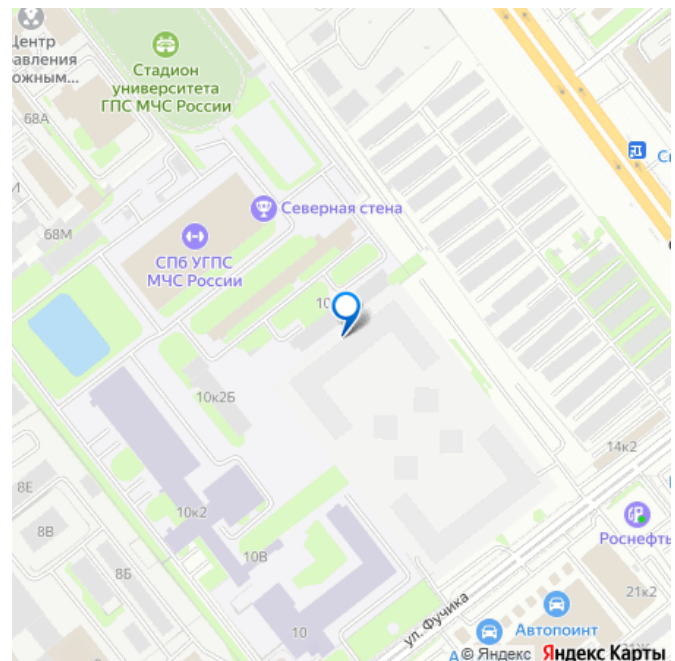 Центр
авления
ожным...
Стадион
университета
ГПС МЧС России
68А
68М
Северная стена
СПб УГПС
МЧС России
10
10к2Б
14к2
8Е
8В
8Б
10к2
10В
10
ул. Фучика
Роснефть
21к2
Автопоинт
© Яндекс Яндекс Карты